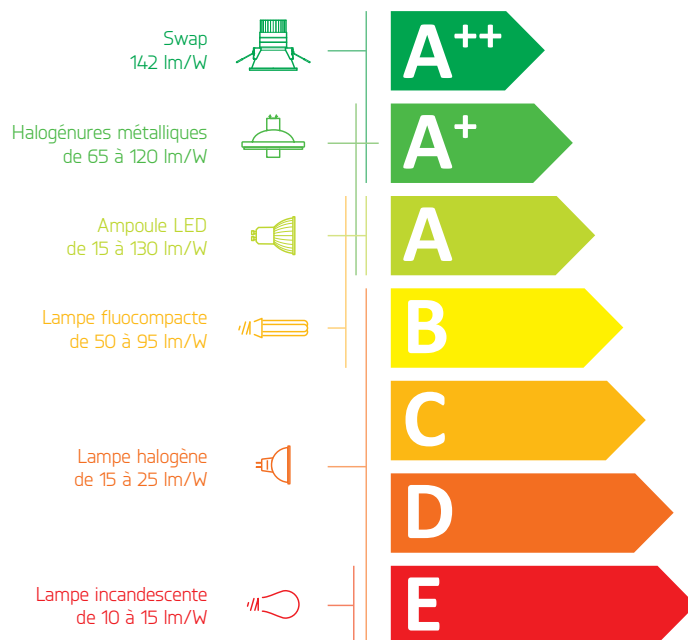 Swap
142 lm/W
A++
Halogénures métalliques
de 65 à 120 lm/W
A+
Ampoule LED
de 15 à 130 lm/W
A
Lampe fluocompacte
de 50 à 95 lm/W
B
C
Lampe halogène
de 15 à 25 lm/W
D
Lampe incandescente
de 10 à 15 lm/W
E